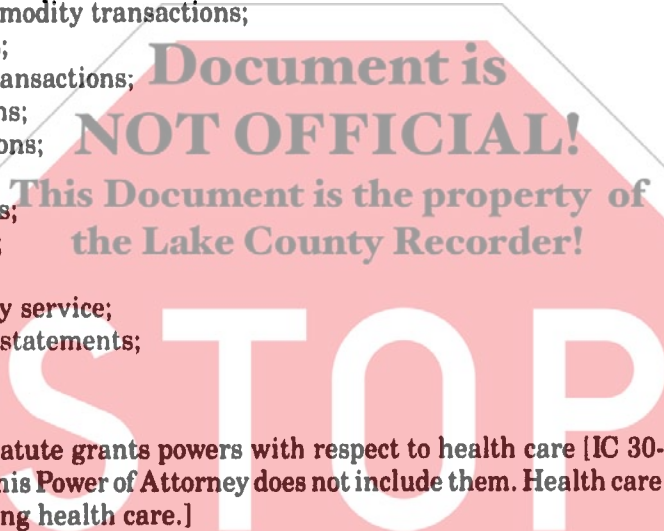 modity transactions;
;
ansactions;
Document is
ns;
NOT OFFICIAL!
ons;
This Document is the property of
s;
the Lake County Recorder!
;
y service;
statements;
STOP
atute grants powers with respect to health care [IC 30-
his Power of Attorney does not include them. Health care
ng health care.]